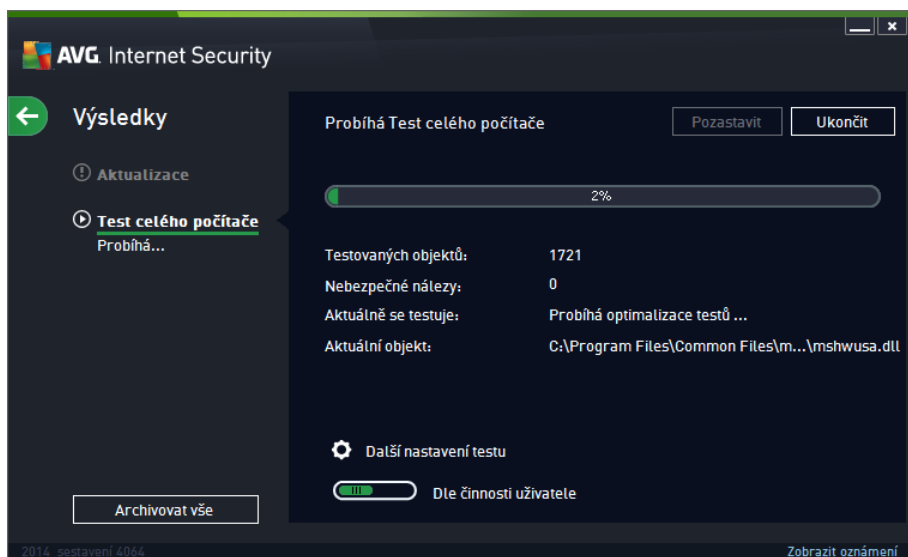 AVG. Internet Security
Výsledky
Aktualizace
Test celého počítače
Probíhá...
Archivovat vše
Probíhá Test celého počítače
Pozastavit
Ukončit
2%
Testovaných objektů: 1721
Nebezpečné nálezy: 0
Aktuálně se testuje: Probíhá optimalizace testů ...
Aktuální objekt: C:\Program Files\Common Files\m...\mshwusa.dll
Další nastavení testu
Dle činnosti uživatele
2014 sestavení 4064
Zobrazit oznámení